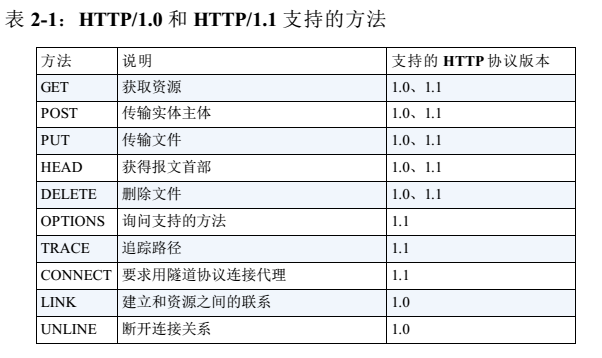 表 2-1：HTTP/1.0 和 HTTP/1.1 支持的方法
方法 说明 支持的 HTTP 协议版本
GET 获取资源 1.0、1.1
POST 传输实体主体 1.0、1.1
PUT 传输文件 1.0、1.1
HEAD 获得报文首部 1.0、1.1
DELETE 删除文件 1.0、1.1
OPTIONS 询问支持的方法 1.1
TRACE 追踪路径 1.1
CONNECT 要求用隧道协议连接代理 1.1
LINK 建立和资源之间的联系 1.0
UNLINE 断开连接关系 1.0